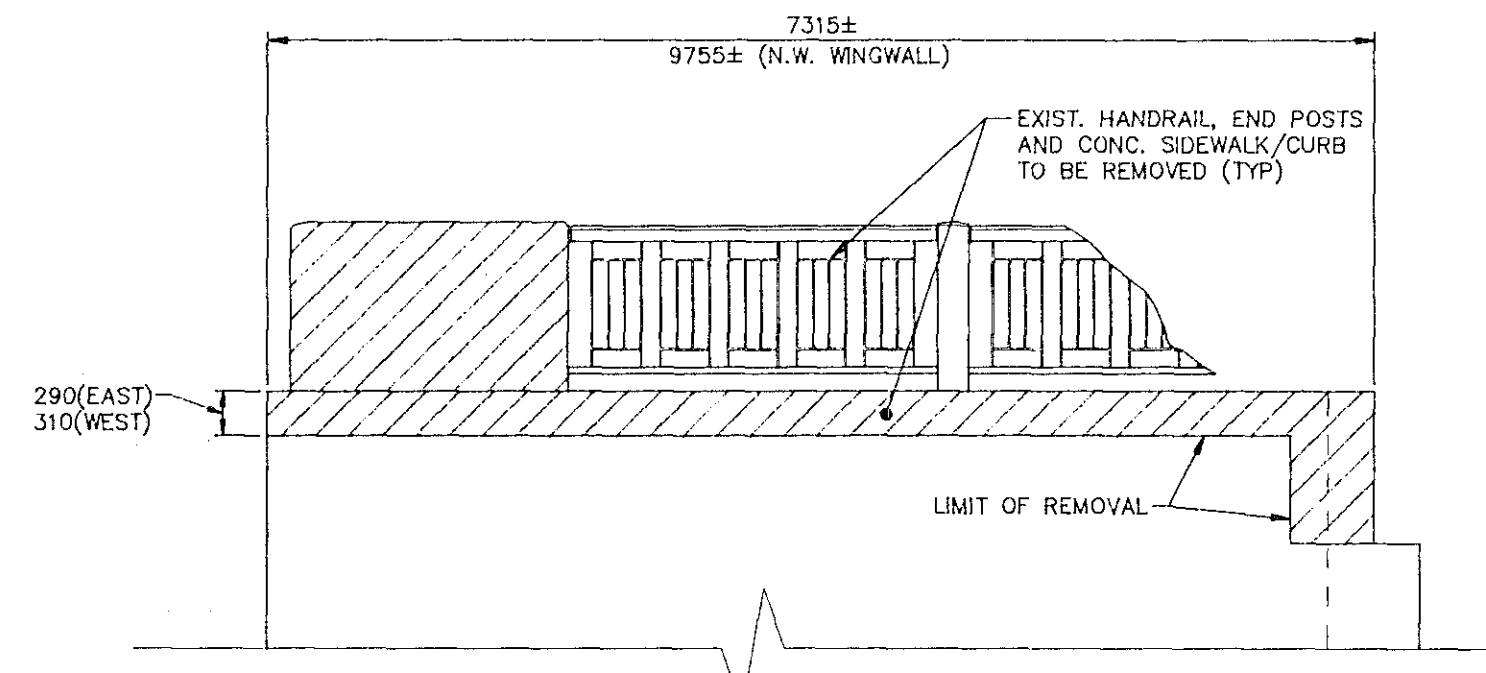 7315±
9755± (N.W. WINGWALL)
EXIST. HANDRAIL, END POSTS
AND CONC. SIDEWALK/CURB
TO BE REMOVED (TYP)
290(EAST)
310(WEST)
LIMIT OF REMOVAL